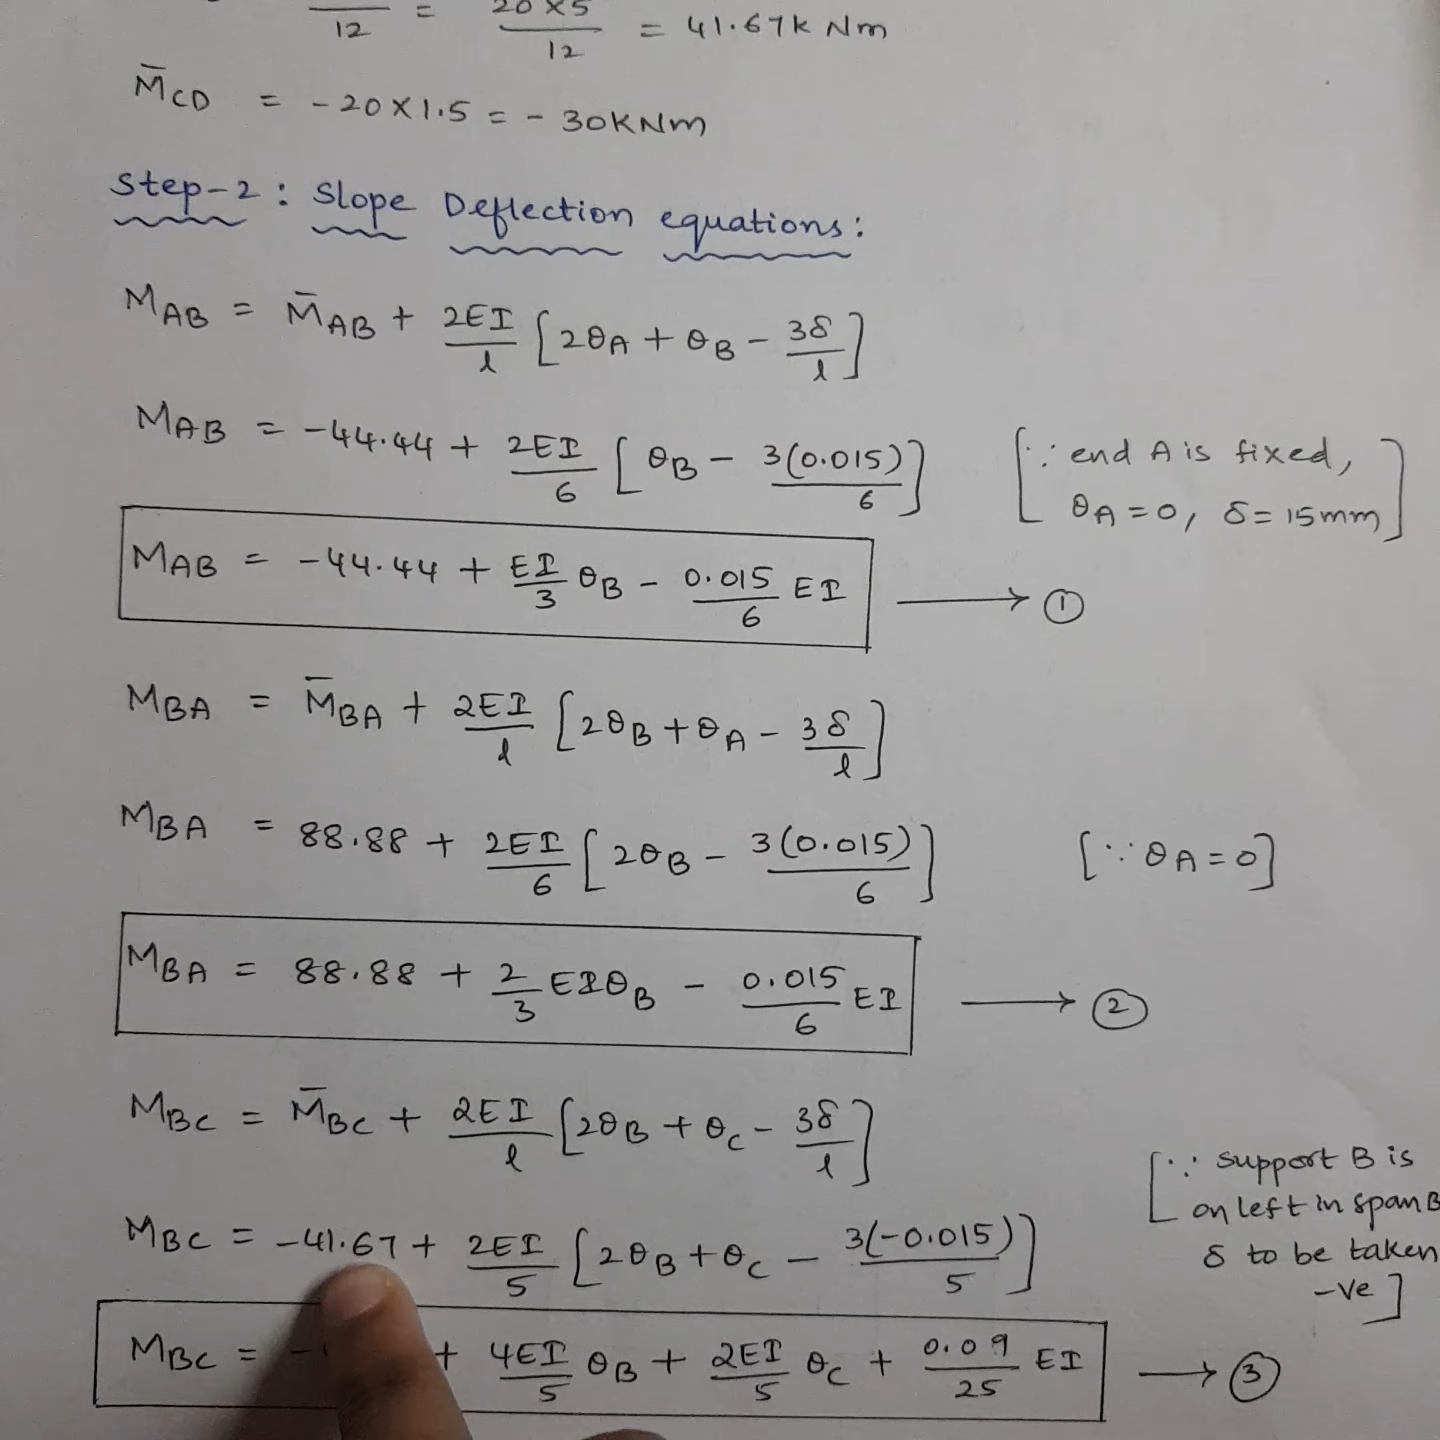 12 = 20×5 / 12 = 41.67k Nm
M̄CD = -20×1.5 = -30KNm
Step-2: Slope Deflection equations:
MAB = M̄AB + 2EI/l [2θA + θB - 3δ/l]
MAB = -44.44 + 2EI/6 [θB - 3(0.015)/6] [∵ end A is fixed,
θA=0, δ=15mm]
MAB = -44.44 + EI/3 θB - 0.015/6 EI → ①
MBA = M̄BA + 2EI/l [2θB + θA - 3δ/l]
MBA = 88.88 + 2EI/6 [2θB - 3(0.015)/6] [∵ θA=0]
MBA = 88.88 + 2/3 EIθB - 0.015/6 EI → ②
MBC = M̄BC + 2EI/l [2θB + θC - 3δ/l]
[∵ support B is
on left in span B
δ to be taken
-ve]
MBC = -41.67 + 2EI/5 [2θB + θC - 3(-0.015)/5]
MBC = - + 4EI/5 θB + 2EI/5 θC + 0.09/25 EI → ③